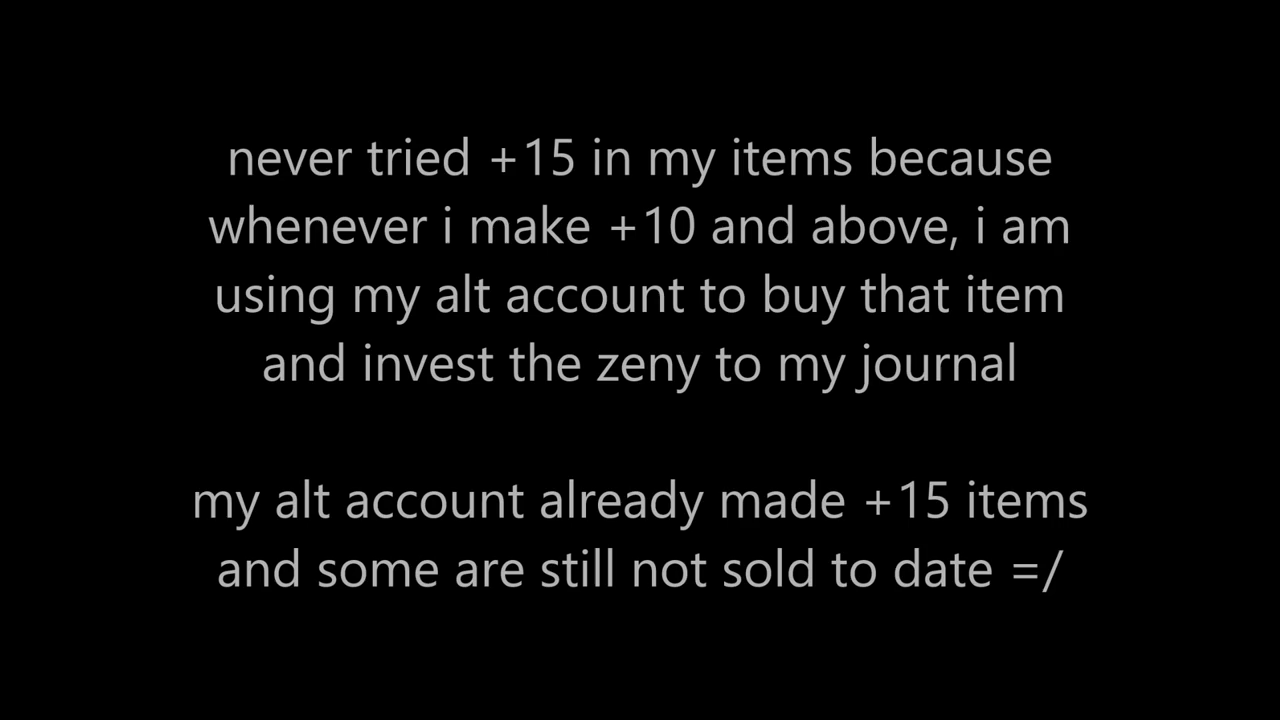 never tried +15 in my items because
whenever i make +10 and above, i am
using my alt account to buy that item
and invest the zeny to my journal
my alt account already made +15 items
and some are still not sold to date =/